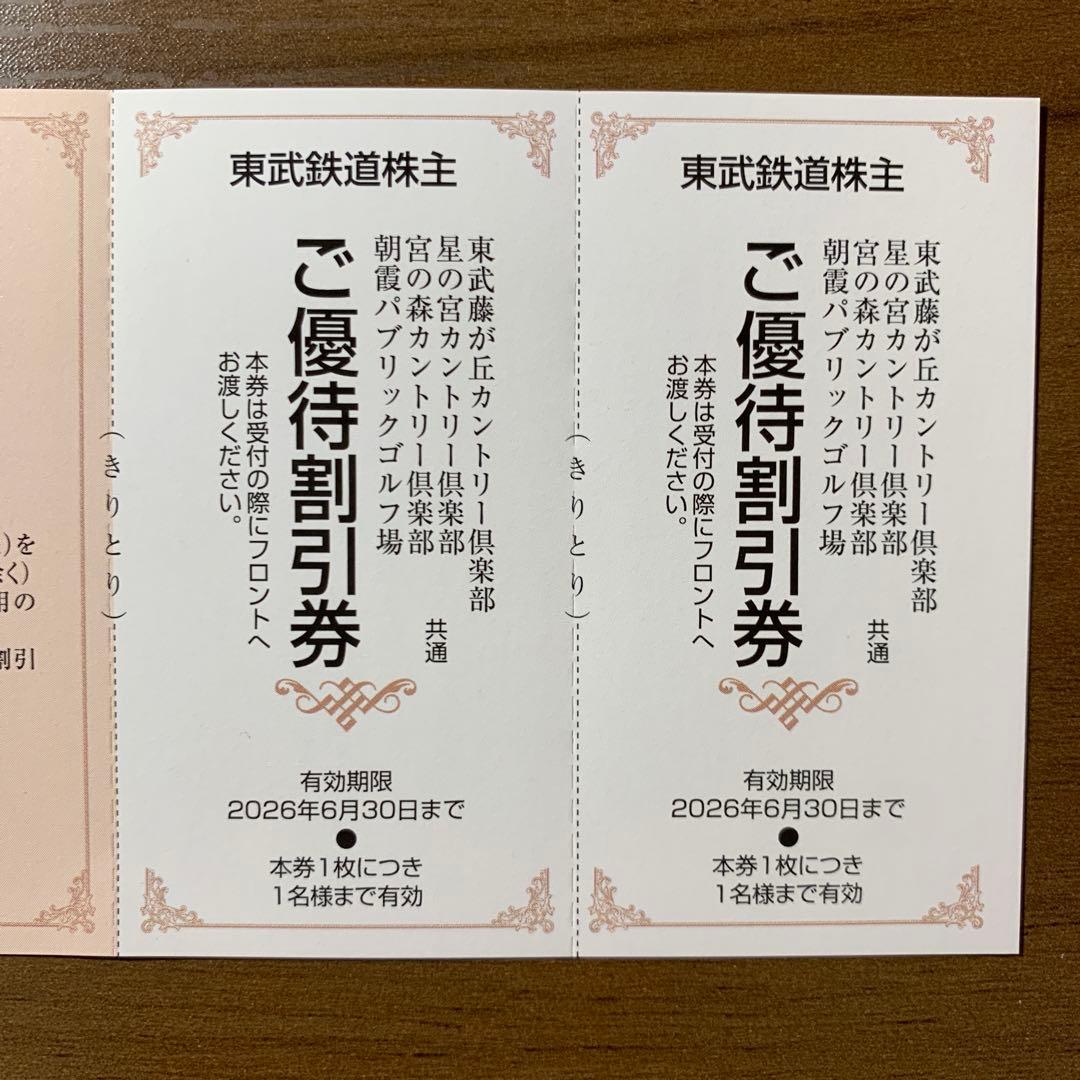 )を
く)
用の
割引
(きりとり)
東武鉄道株主
東武藤が丘カントリー倶楽部
星の宮カントリー倶楽部
宮の森カントリー倶楽部
朝霞パブリックゴルフ場
共通
ご優待割引券
本券は受付の際にフロントへ
お渡しください。
有効期限
2026年6月30日まで
●
本券1枚につき
1名様まで有効
(きりとり)
東武鉄道株主
東武藤が丘カントリー倶楽部
星の宮カントリー倶楽部
宮の森カントリー倶楽部
朝霞パブリックゴルフ場
共通
ご優待割引券
本券は受付の際にフロントへ
お渡しください。
有効期限
2026年6月30日まで
●
本券1枚につき
1名様まで有効